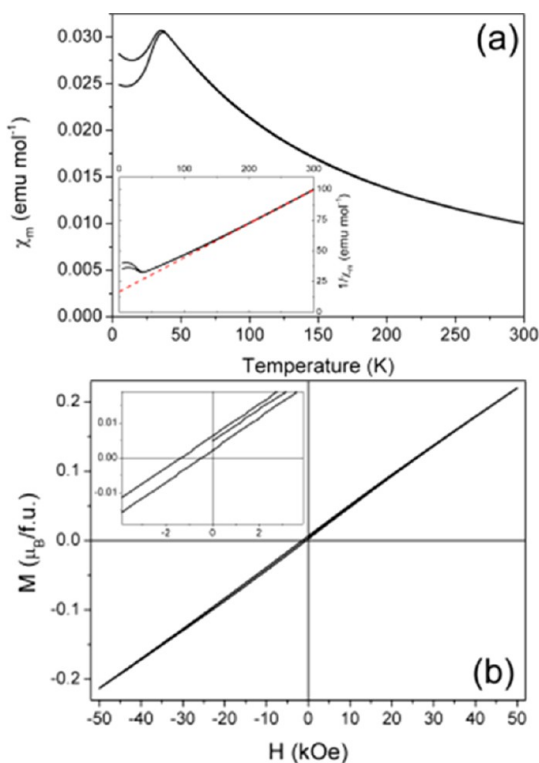 (a)
0.030
0.025
0.020
0.015
0.010
0.005
0.000
χm (emu mol⁻¹)
0 100 200 300
100
75
50
25
0
1/χm (emu mol⁻¹)
0 50 100 150 200 250 300
Temperature (K)
0.2
0.1
0.0
-0.1
-0.2
M (μB/f.u.)
0.01
0.00
-0.01
-2 0 2
(b)
-50 -40 -30 -20 -10 0 10 20 30 40 50
H (kOe)